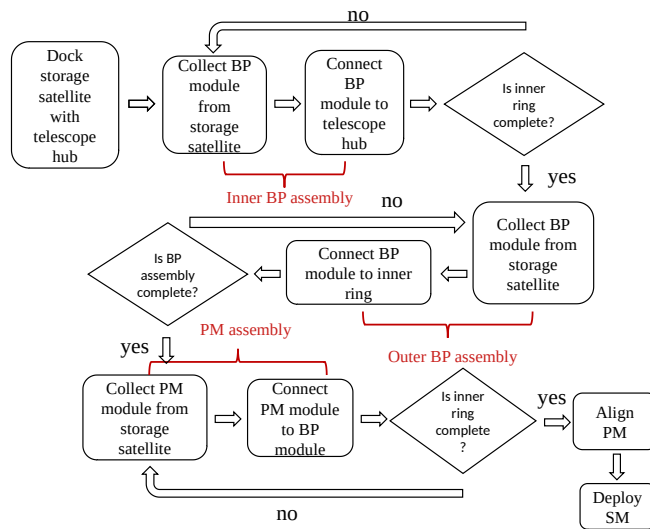 no
Dock
storage
satellite
with
telescope
hub
Collect BP
module
from
storage
satellite
Connect
BP
module to
telescope
hub
Is inner
ring
complete?
Inner BP assembly
yes
no
Is BP
assembly
complete?
Connect BP
module to inner
ring
Collect BP
module from
storage
satellite
yes
PM assembly
Outer BP assembly
Collect PM
module from
storage
satellite
Connect
PM module
to BP
module
Is inner
ring
complete
?
yes
Align
PM
no
Deploy
SM